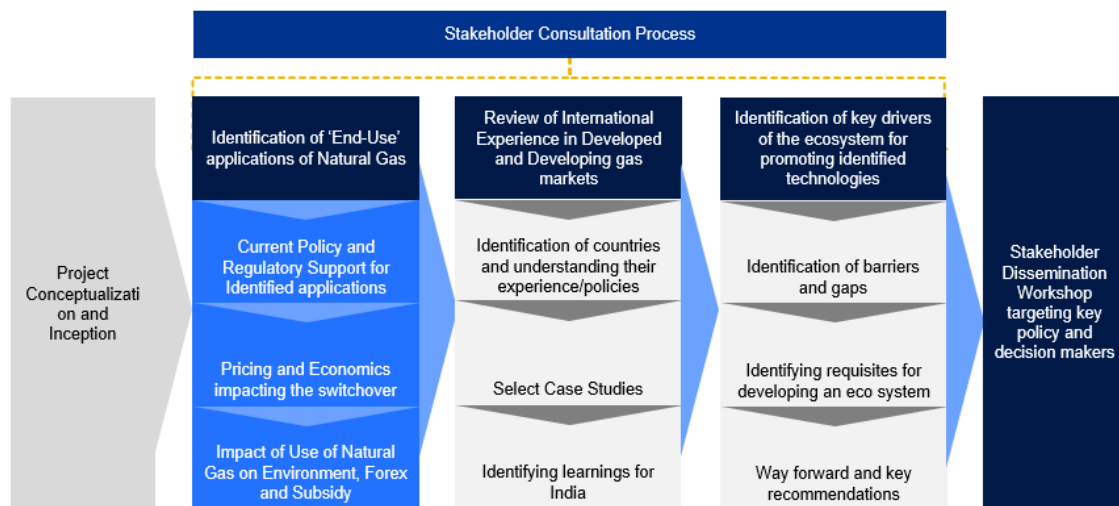 Stakeholder Consultation Process
Project
Conceptualizati
on and
Inception
Identification of ‘End-Use’
applications of Natural Gas
Current Policy and
Regulatory Support for
Identified applications
Pricing and Economics
impacting the switchover
Impact of Use of Natural
Gas on Environment, Forex
and Subsidy
Review of International
Experience in Developed
and Developing gas
markets
Identification of countries
and understanding their
experience/policies
Select Case Studies
Identifying learnings for
India
Identification of key drivers
of the ecosystem for
promoting identified
technologies
Identification of barriers
and gaps
Identifying requisites for
developing an eco system
Way forward and key
recommendations
Stakeholder
Dissemination
Workshop
targeting key
policy and
decision makers